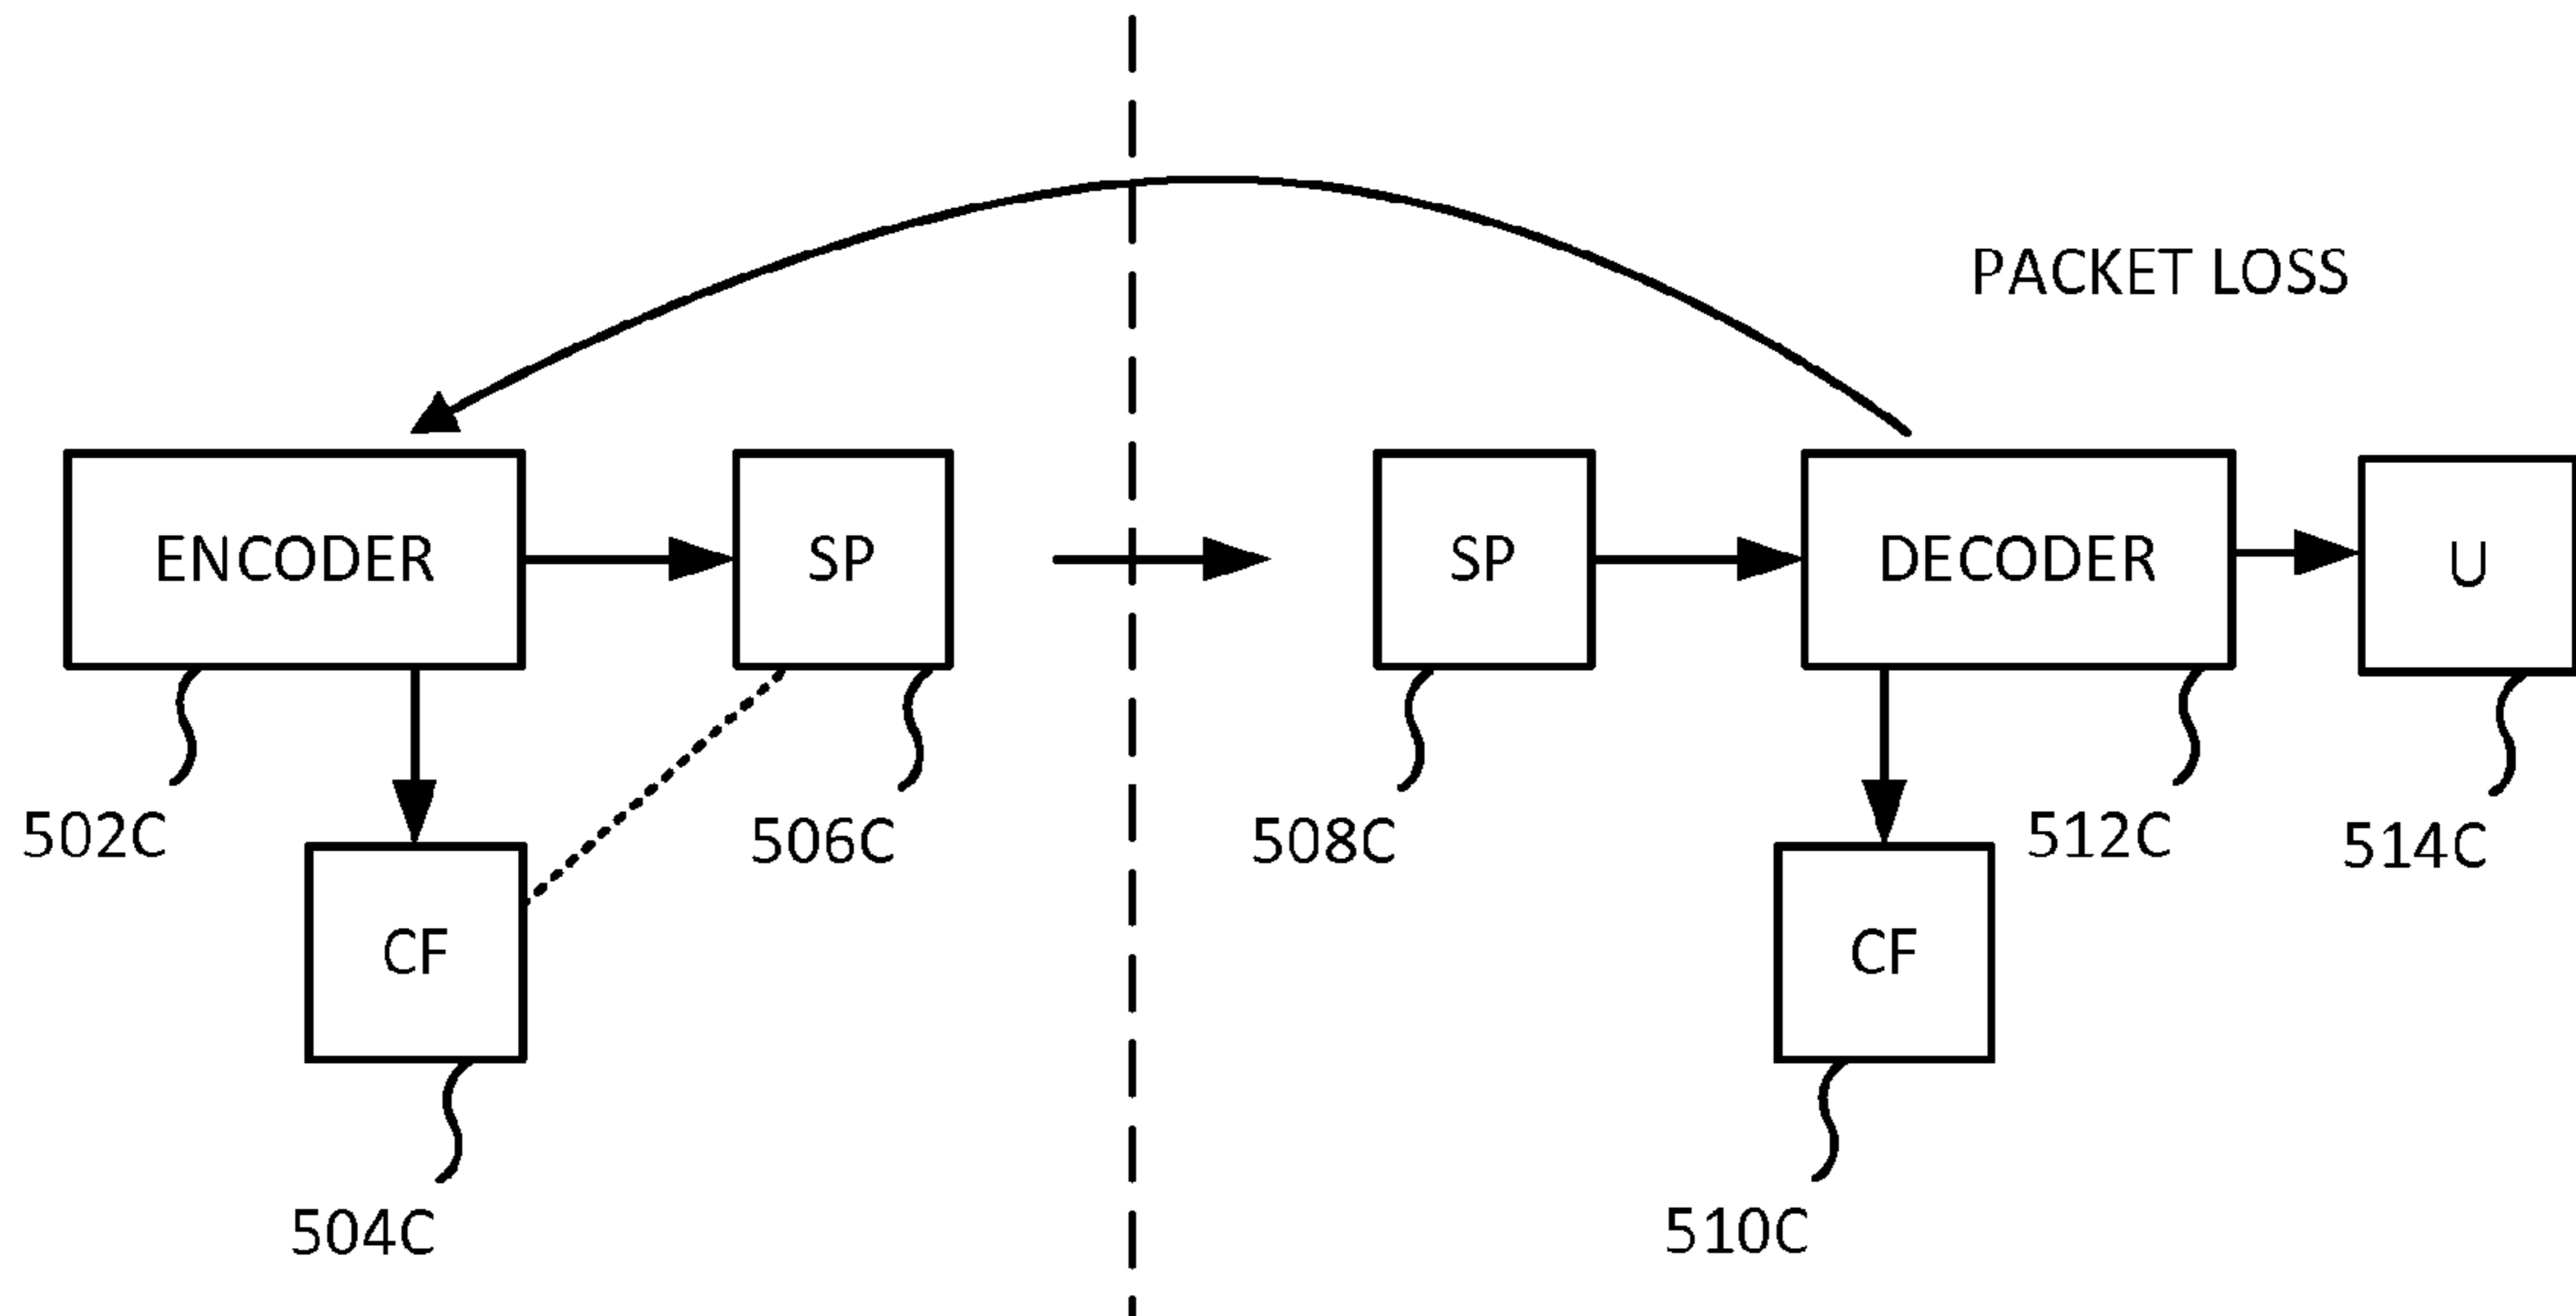 PACKET LOSS
ENCODER
SP
SP
DECODER
U
502C
506C
508C
512C
514C
CF
CF
504C
510C